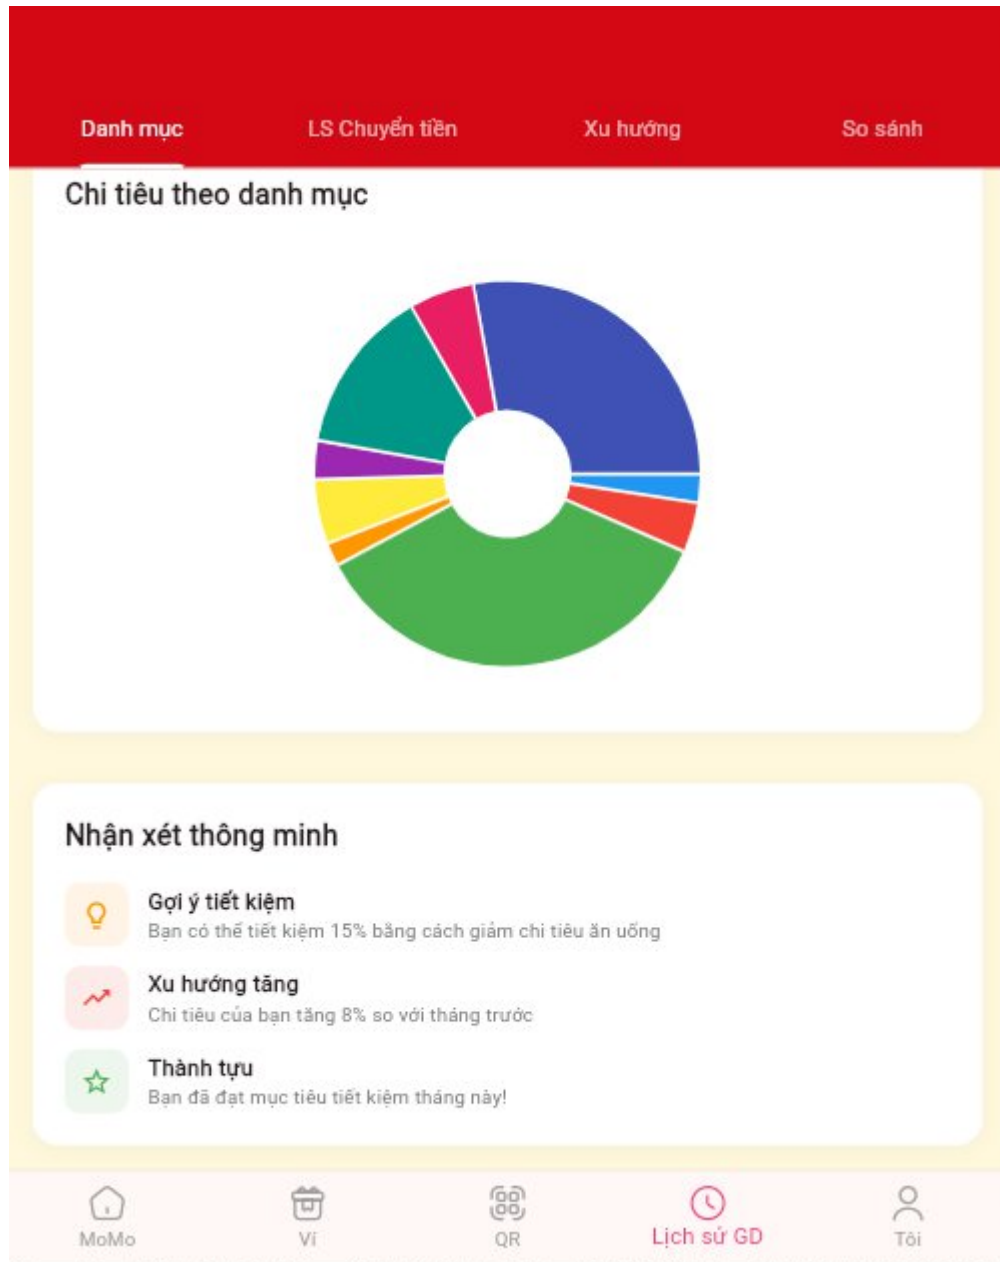 Danh mục
LS Chuyển tiền
Xu hướng
So sánh
Chi tiêu theo danh mục
Nhận xét thông minh
Gợi ý tiết kiệm
Bạn có thể tiết kiệm 15% bằng cách giảm chi tiêu ăn uống
Xu hướng tăng
Chi tiêu của bạn tăng 8% so với tháng trước
Thành tựu
Bạn đã đạt mục tiêu tiết kiệm tháng này!
MoMo
Ví
QR
Lịch sử GD
Tôi